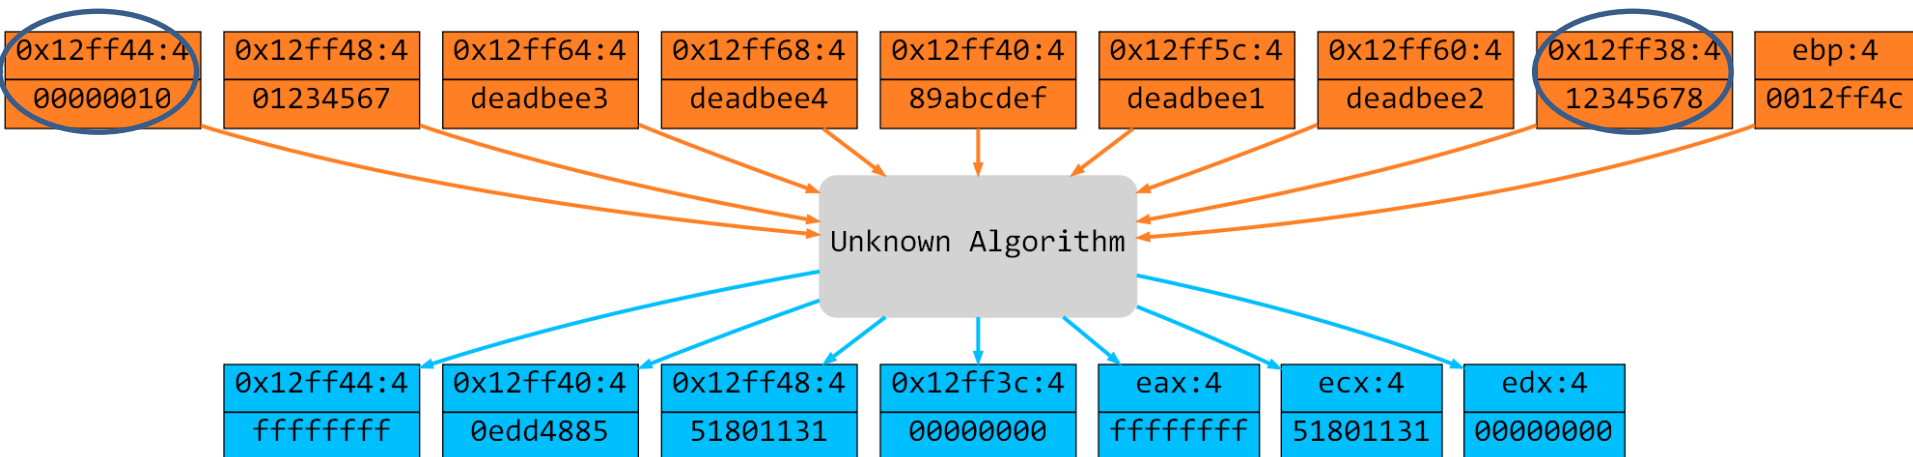 0x12ff44:4 0x12ff48:4 0x12ff64:4 0x12ff68:4 0x12ff40:4 0x12ff5c:4 0x12ff60:4 0x12ff38:4 ebp:4
00000010 01234567 deadbee3 deadbee4 89abcdef deadbee1 deadbee2 12345678 0012ff4c
Unknown Algorithm
0x12ff44:4 0x12ff40:4 0x12ff48:4 0x12ff3c:4 eax:4 ecx:4 edx:4
ffffffff 0edd4885 51801131 00000000 ffffffff 51801131 00000000